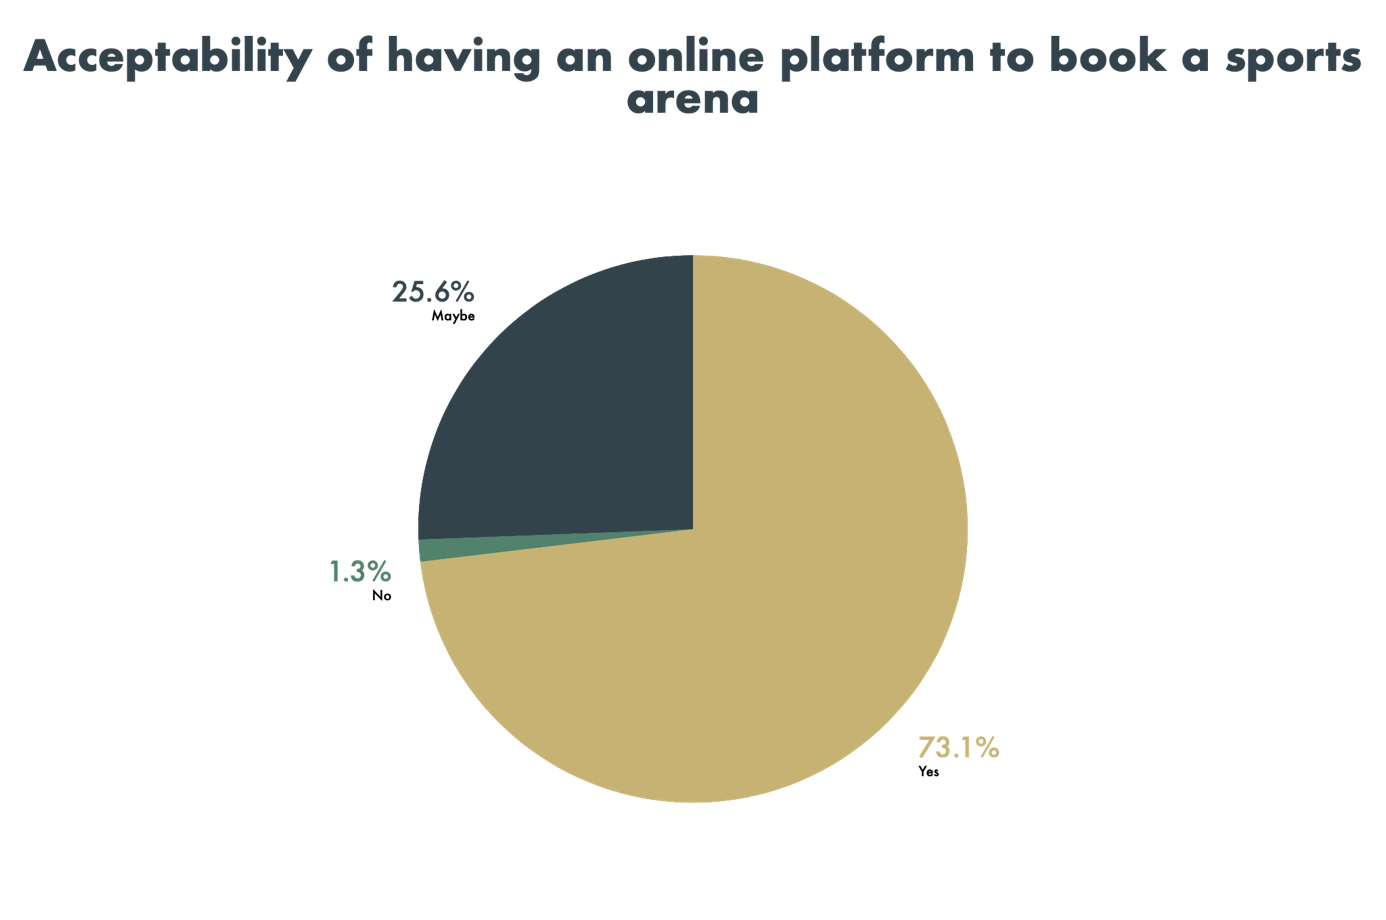 Acceptability of having an online platform to book a sports
arena
25.6%
Maybe
1.3%
No
73.1%
Yes